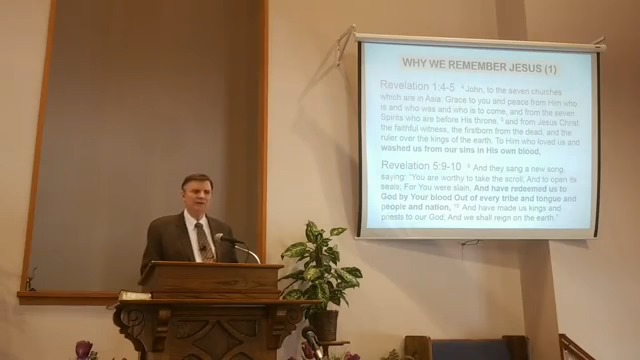 WHY WE REMEMBER JESUS (1)
Revelation 1:4-5 4 John, to the seven churches
which are in Asia: Grace to you and peace from Him who
is and who was and who is to come, and from the seven
Spirits who are before His throne, 5 and from Jesus Christ,
the faithful witness, the firstborn from the dead, and the
ruler over the kings of the earth. To Him who loved us and
washed us from our sins in His own blood,
Revelation 5:9-10 9 And they sang a new song,
saying: "You are worthy to take the scroll, And to open its
seals; For You were slain, And have redeemed us to
God by Your blood Out of every tribe and tongue and
people and nation, 10 And have made us kings and
priests to our God; And we shall reign on the earth."